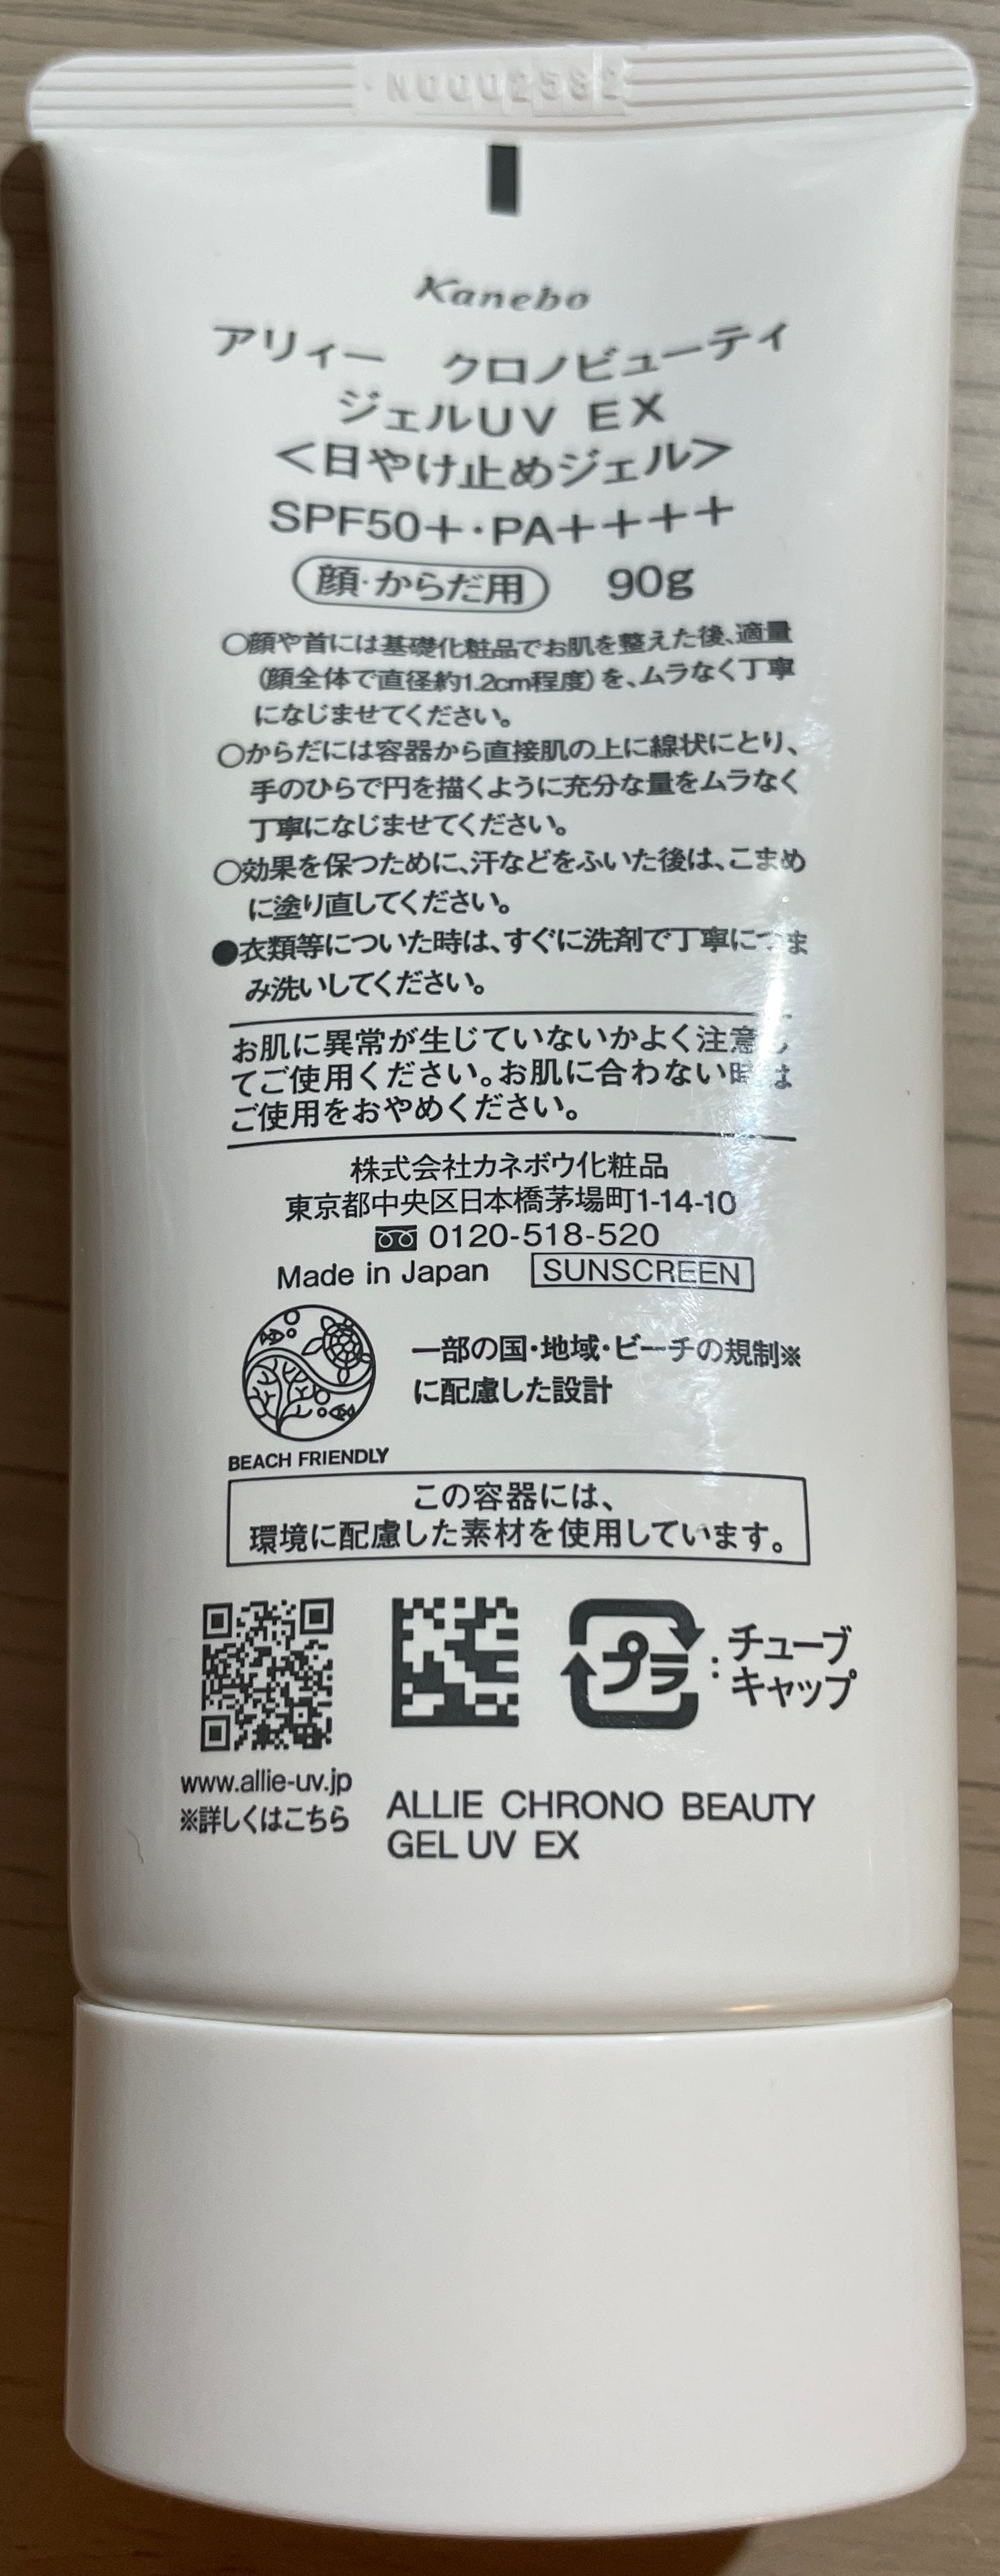 N0002582
Kanebo
アリィー クロノビューティ
ジェルUV EX
<日やけ止めジェル>
SPF50+・PA++++
顔・からだ用 90g
○顔や首には基礎化粧品でお肌を整えた後、適量
(顔全体で直径約1.2cm程度)を、ムラなく丁寧
になじませてください。
○からだには容器から直接肌の上に線状にとり、
手のひらで円を描くように充分な量をムラなく
丁寧になじませてください。
○効果を保つために、汗などをふいた後は、こまめ
に塗り直してください。
●衣類等についた時は、すぐに洗剤で丁寧につま
み洗いしてください。
お肌に異常が生じていないかよく注意し
てご使用ください。お肌に合わない時は
ご使用をおやめください。
株式会社カネボウ化粧品
東京都中央区日本橋茅場町1-14-10
0120-518-520
Made in Japan SUNSCREEN
一部の国・地域・ビーチの規制※
に配慮した設計
BEACH FRIENDLY
この容器には、
環境に配慮した素材を使用しています。
プラ : チューブ
キャップ
www.allie-uv.jp
※詳しくはこちら
ALLIE CHRONO BEAUTY
GEL UV EX